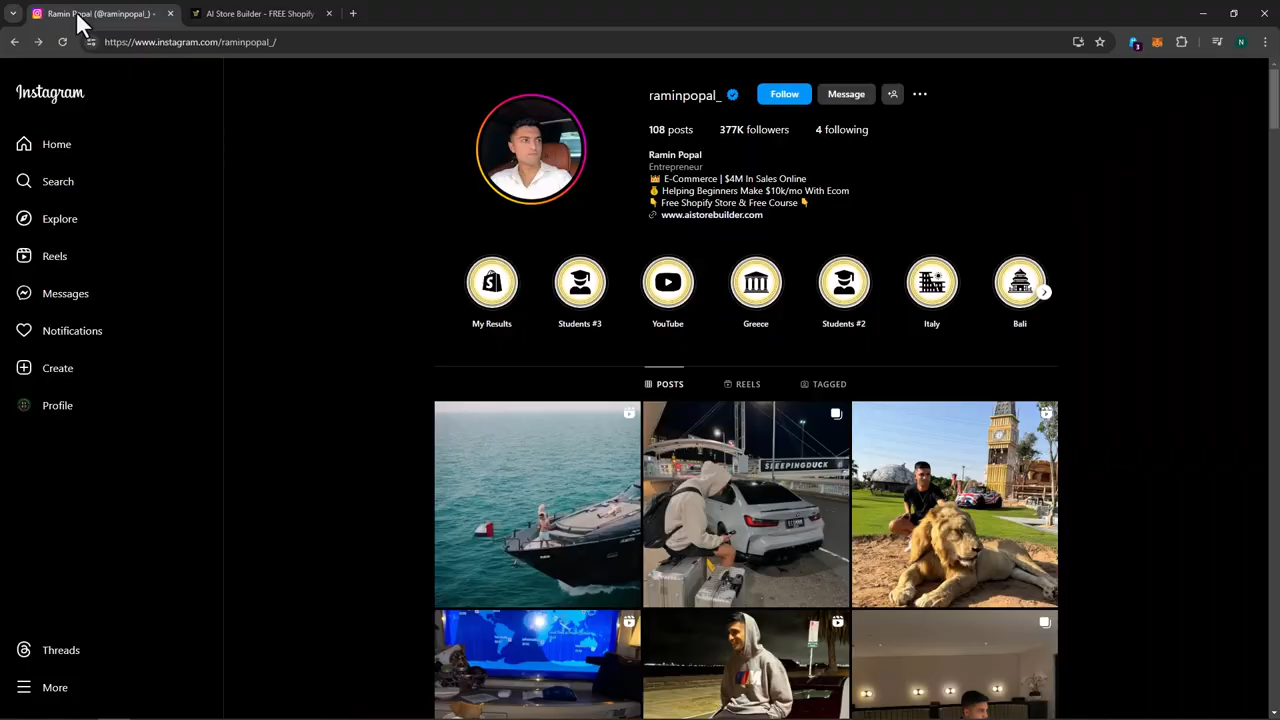 Ramin Popal (@raminpopal_) •
AI Store Builder - FREE Shopify
https://www.instagram.com/raminpopal_/
3
N
Instagram
Home
Search
Explore
Reels
Messages
Notifications
Create
Profile
Threads
More
raminpopal_
Follow
Message
108 posts
377K followers
4 following
Ramin Popal
Entrepreneur
👑 E-Commerce | $4M In Sales Online
💰 Helping Beginners Make $10k/mo With Ecom
👇 Free Shopify Store & Free Course 👇
www.aistorebuilder.com
My Results
Students #3
YouTube
Greece
Students #2
Italy
Bali
POSTS
REELS
TAGGED
SLEEPINGDUCK